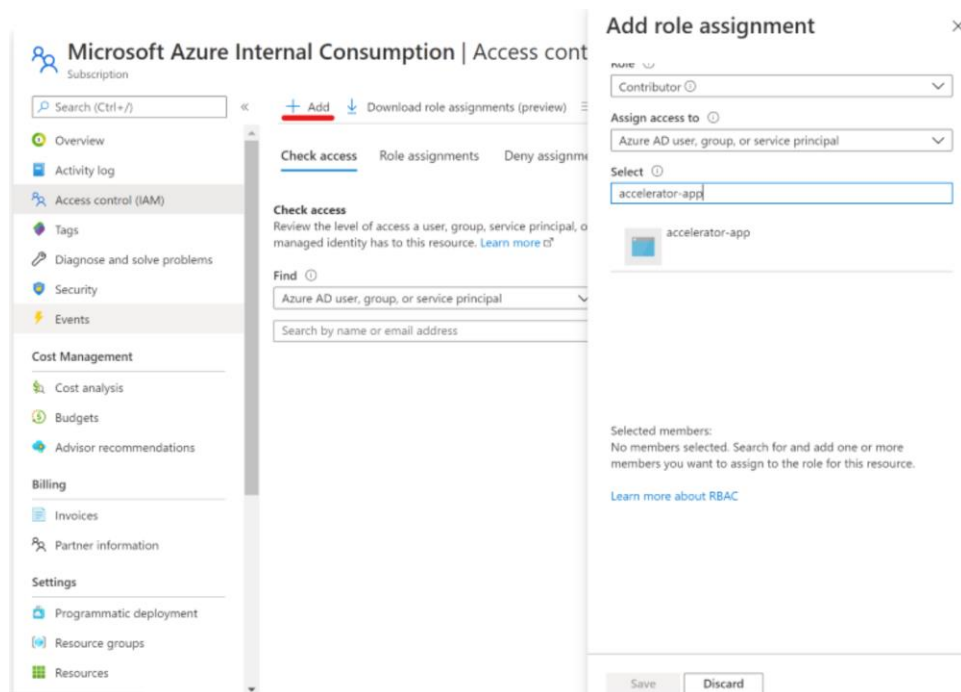 Microsoft Azure Internal Consumption | Access cont
Subscription
Search (Ctrl+/)
«
Overview
Activity log
Access control (IAM)
Tags
Diagnose and solve problems
Security
Events
Cost Management
Cost analysis
Budgets
Advisor recommendations
Billing
Invoices
Partner information
Settings
Programmatic deployment
Resource groups
Resources
+ Add
Download role assignments (preview)
Check access
Role assignments
Deny assignme
Check access
Review the level of access a user, group, service principal, o
managed identity has to this resource. Learn more
Find
Azure AD user, group, or service principal
Search by name or email address
Add role assignment
Role
Contributor
Assign access to
Azure AD user, group, or service principal
Select
accelerator-app
accelerator-app
Selected members:
No members selected. Search for and add one or more
members you want to assign to the role for this resource.
Learn more about RBAC
Save
Discard